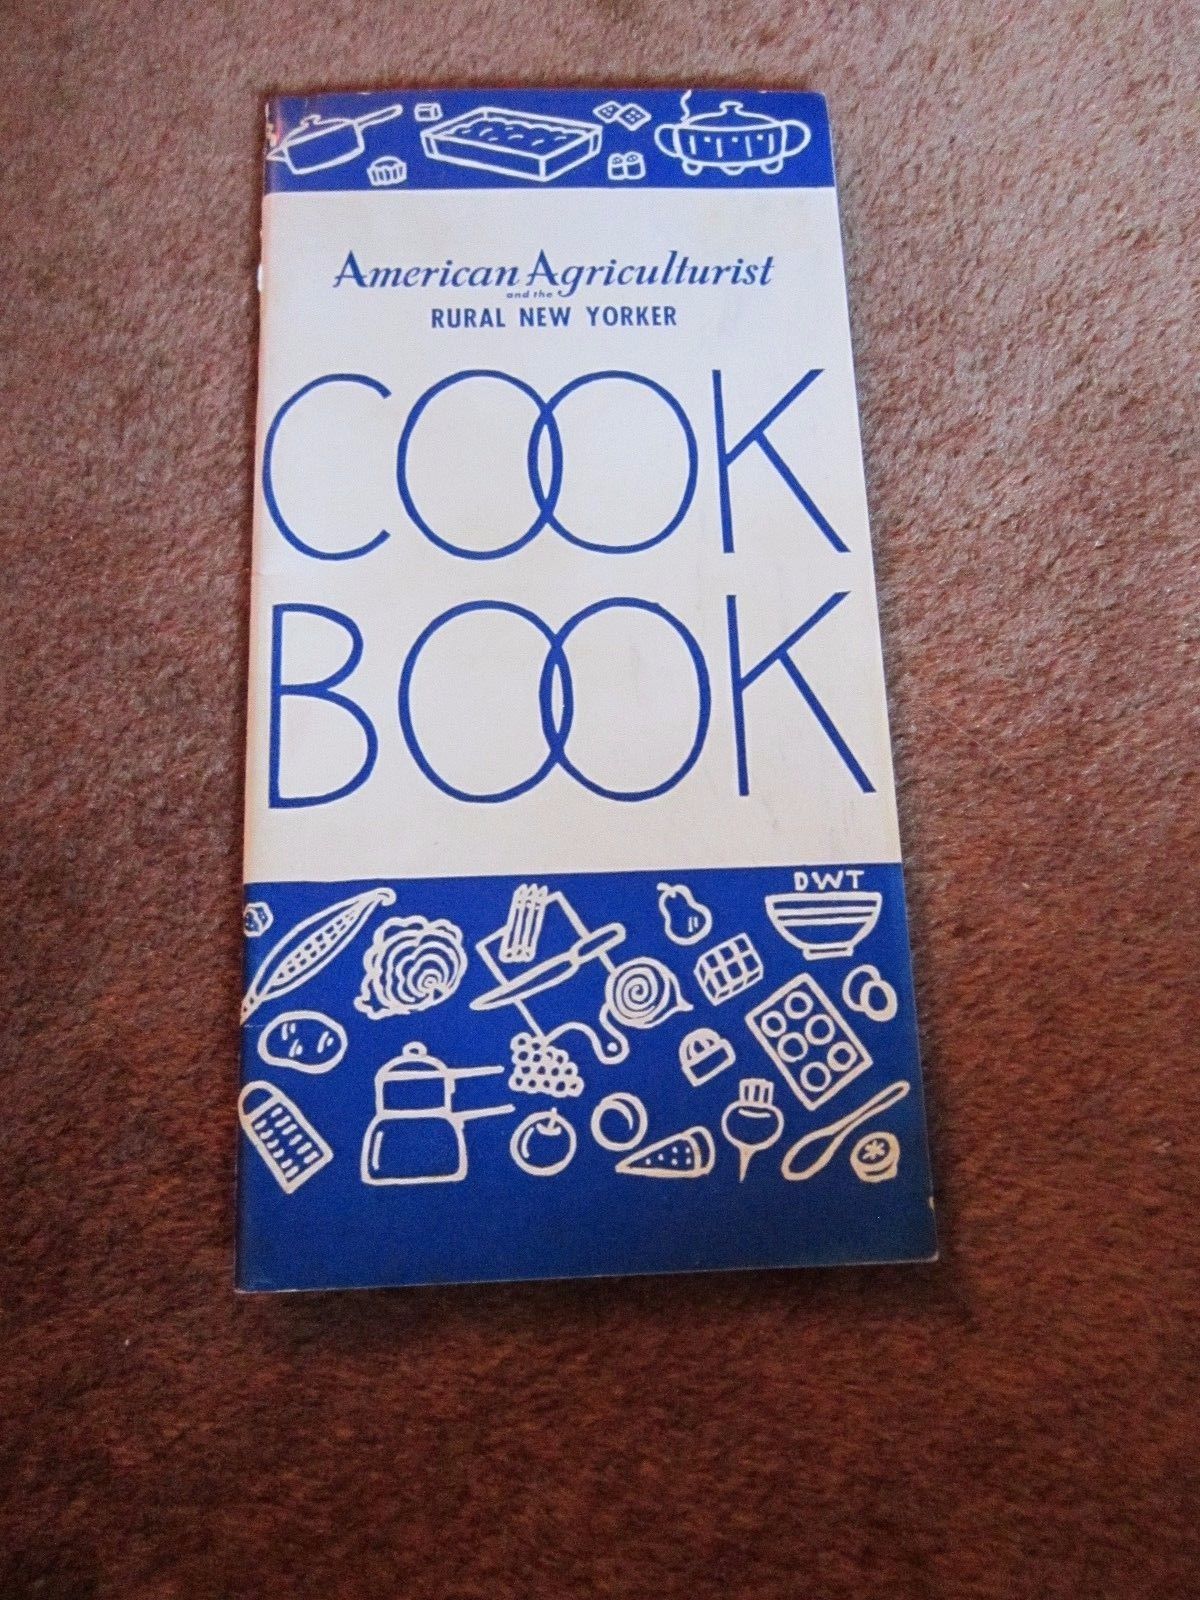 American Agriculturist
and the
RURAL NEW YORKER
COOK
BOOK
DWT